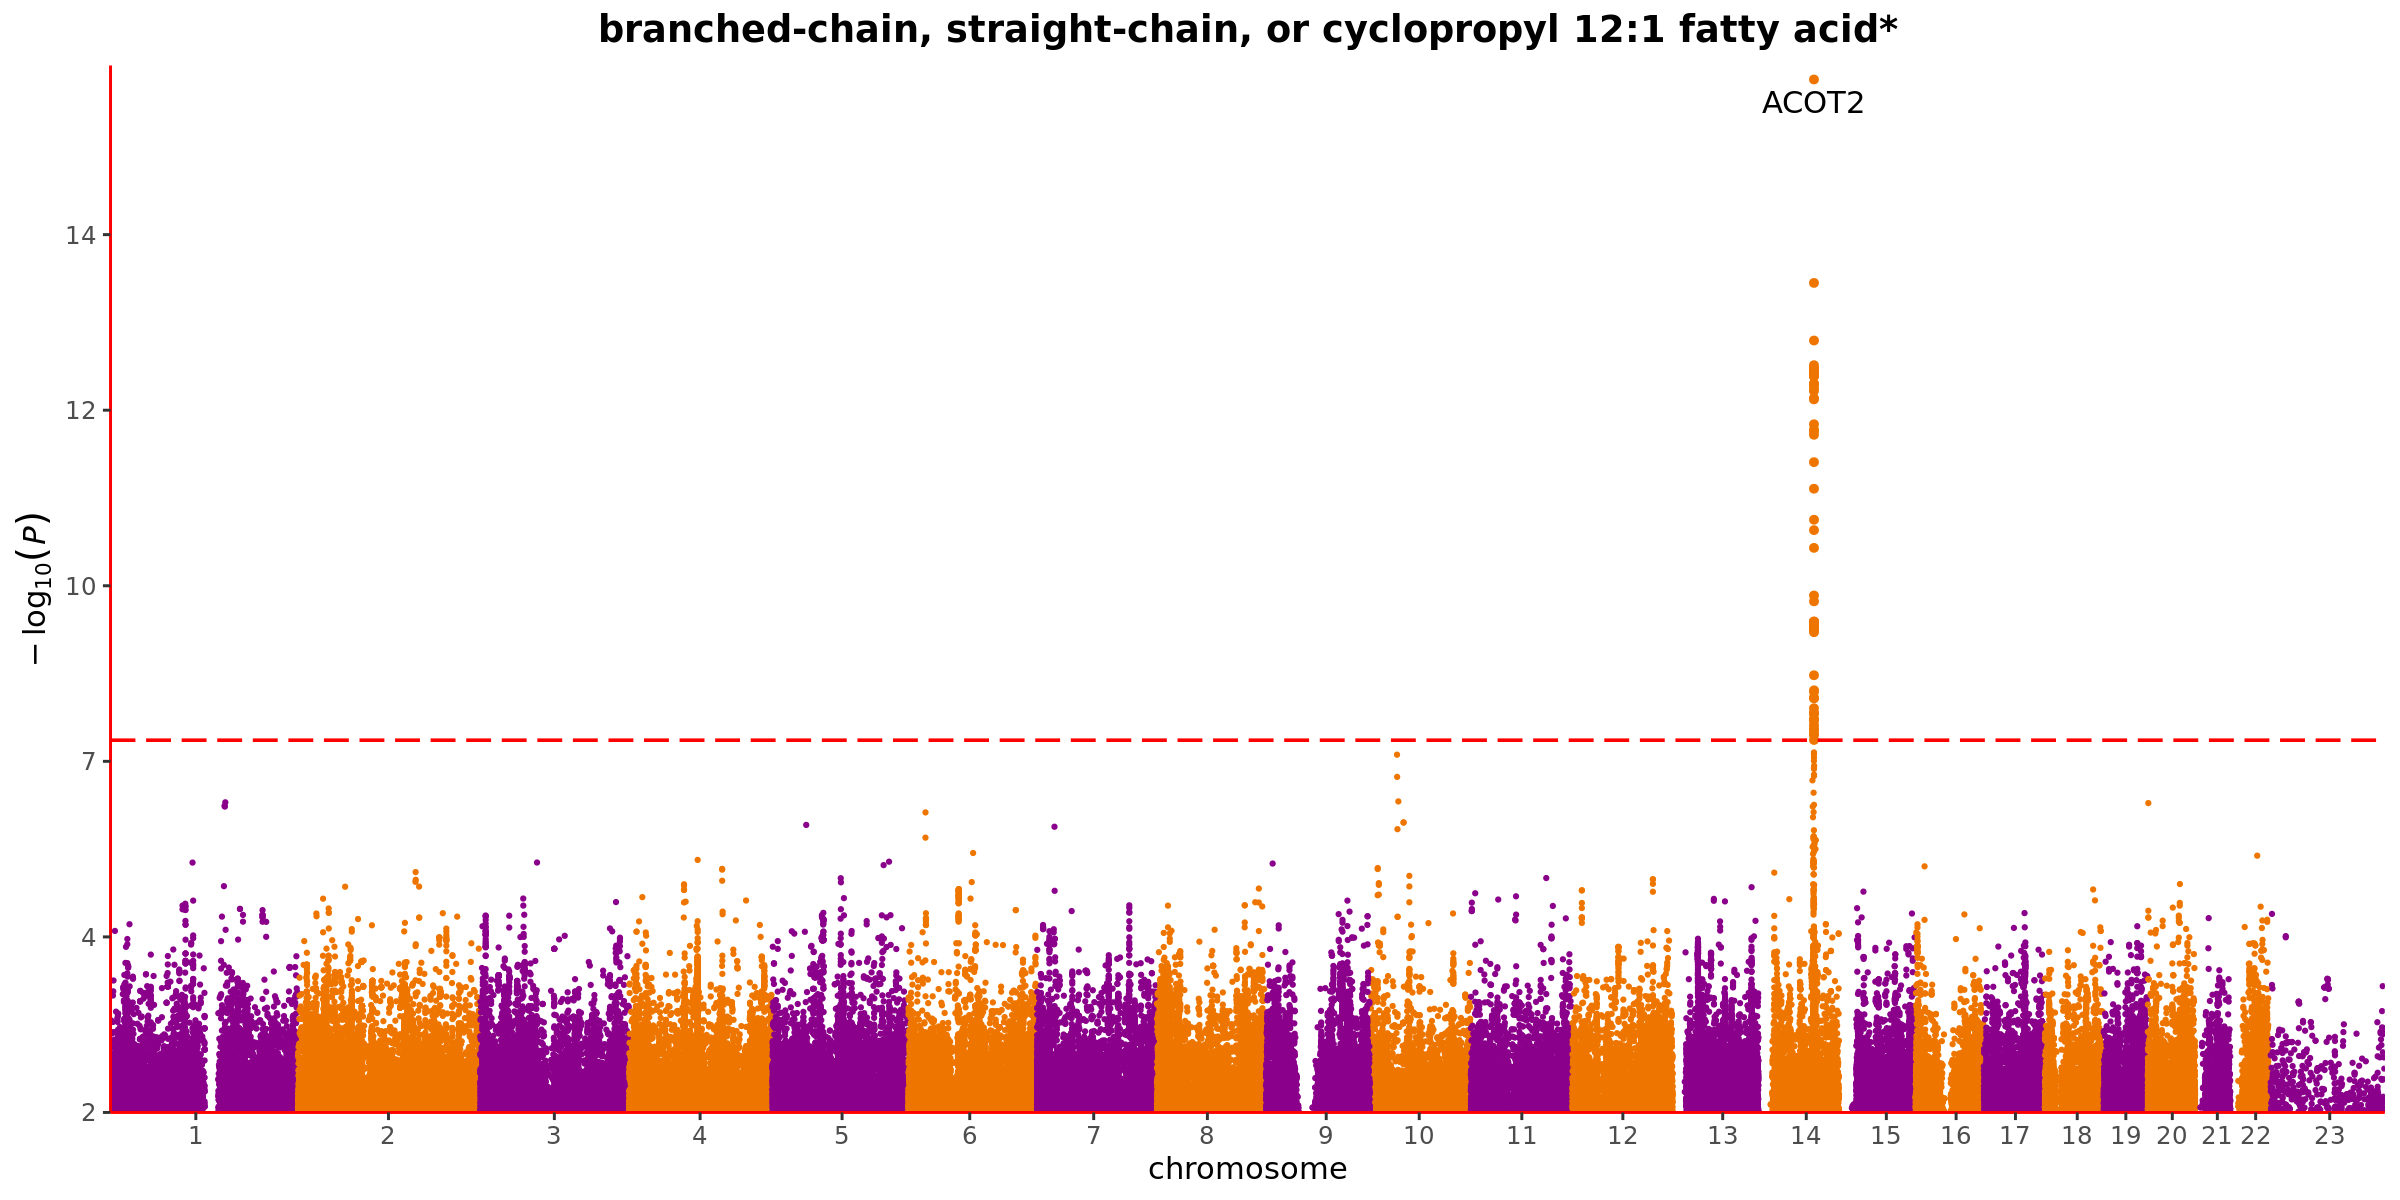 branched-chain, straight-chain, or cyclopropyl 12:1 fatty acid*
ACOT2
14
12
10
7
4
2
− log10(P)
1 2 3 4 5 6 7 8 9 10 11 12 13 14 15 16 17 18 19 20 21 22 23
chromosome